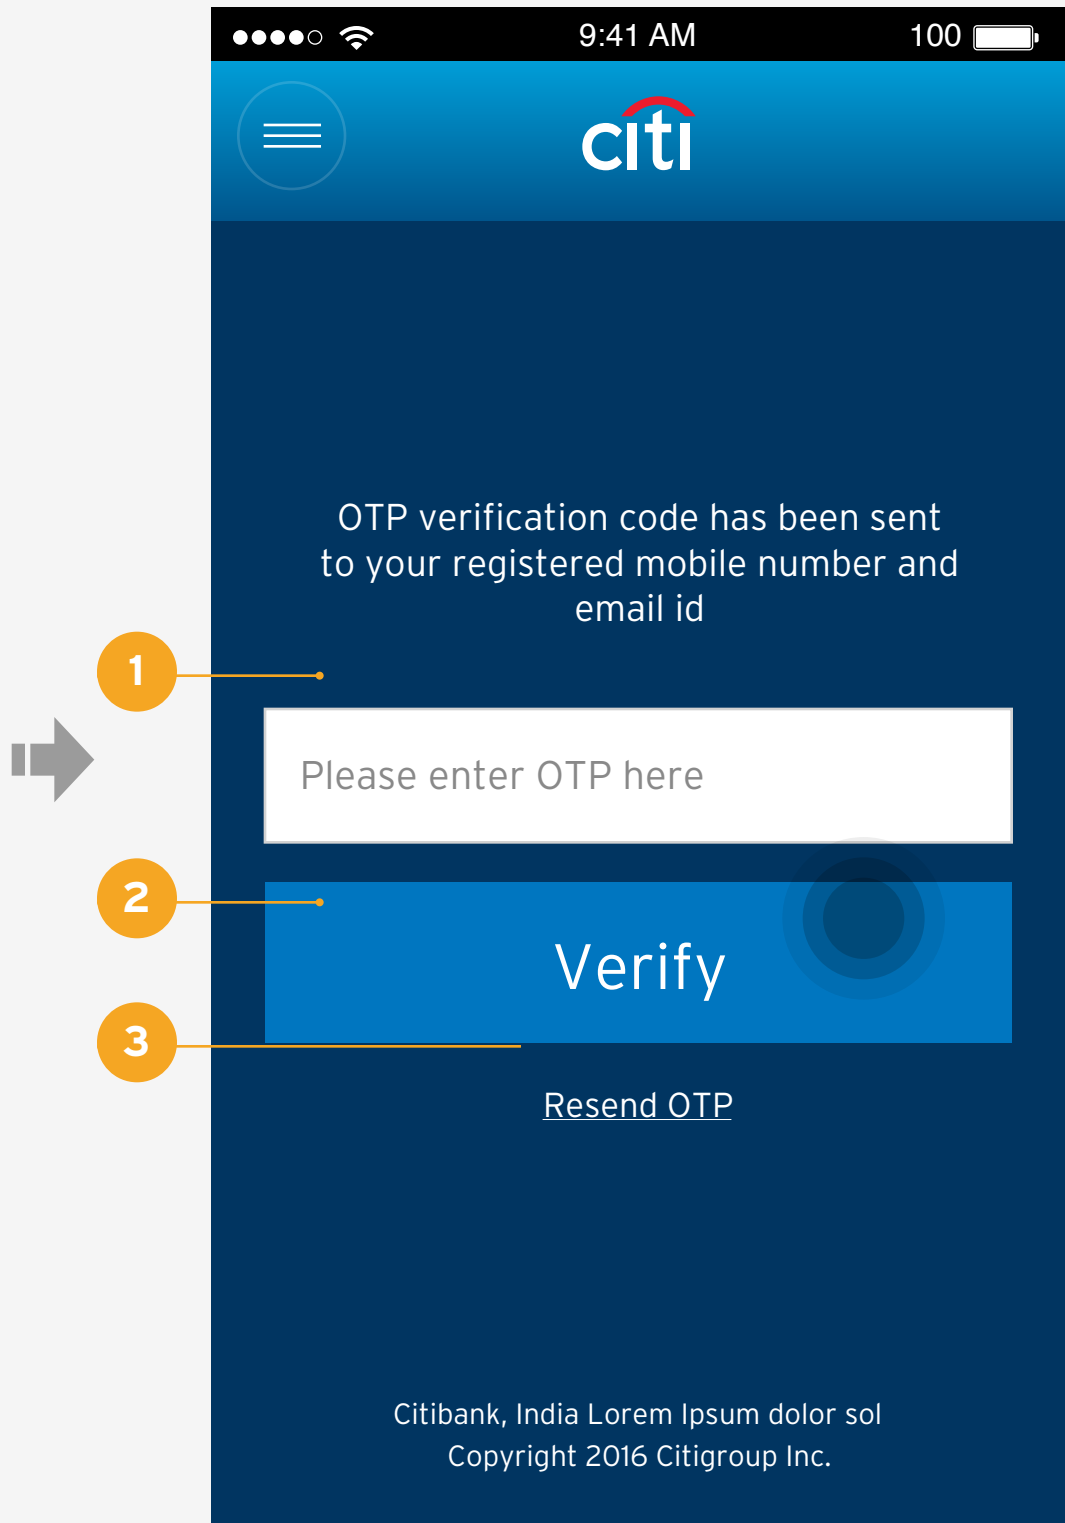 9:41 AM
100
citi
OTP verification code has been sent
to your registered mobile number and
email id
1
Please enter OTP here
2
Verify
3
Resend OTP
Citibank, India Lorem Ipsum dolor sol
Copyright 2016 Citigroup Inc.